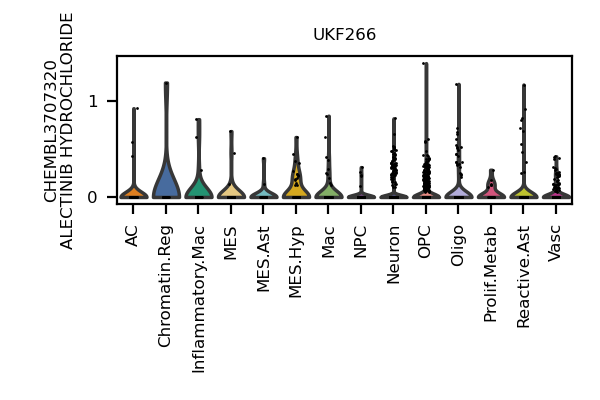 UKF266
CHEMBL3707320
ALECTINIB HYDROCHLORIDE
1
0
AC
Chromatin.Reg
Inflammatory.Mac
MES
MES.Ast
MES.Hyp
Mac
NPC
Neuron
OPC
Oligo
Prolif.Metab
Reactive.Ast
Vasc